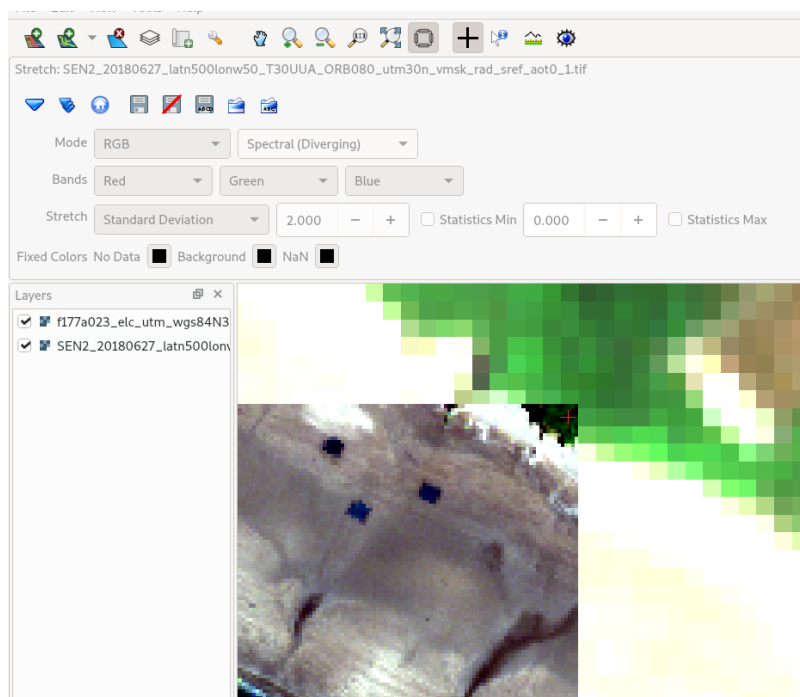 Stretch: SEN2_20180627_latn500lonw50_T30UUA_ORB080_utm30n_vmsk_rad_sref_aot0_1.tif
Mode RGB Spectral (Diverging)
Bands Red Green Blue
Stretch Standard Deviation 2.000 − + Statistics Min 0.000 − + Statistics Max
Fixed Colors No Data Background NaN
Layers
f177a023_elc_utm_wgs84N3
SEN2_20180627_latn500lonv